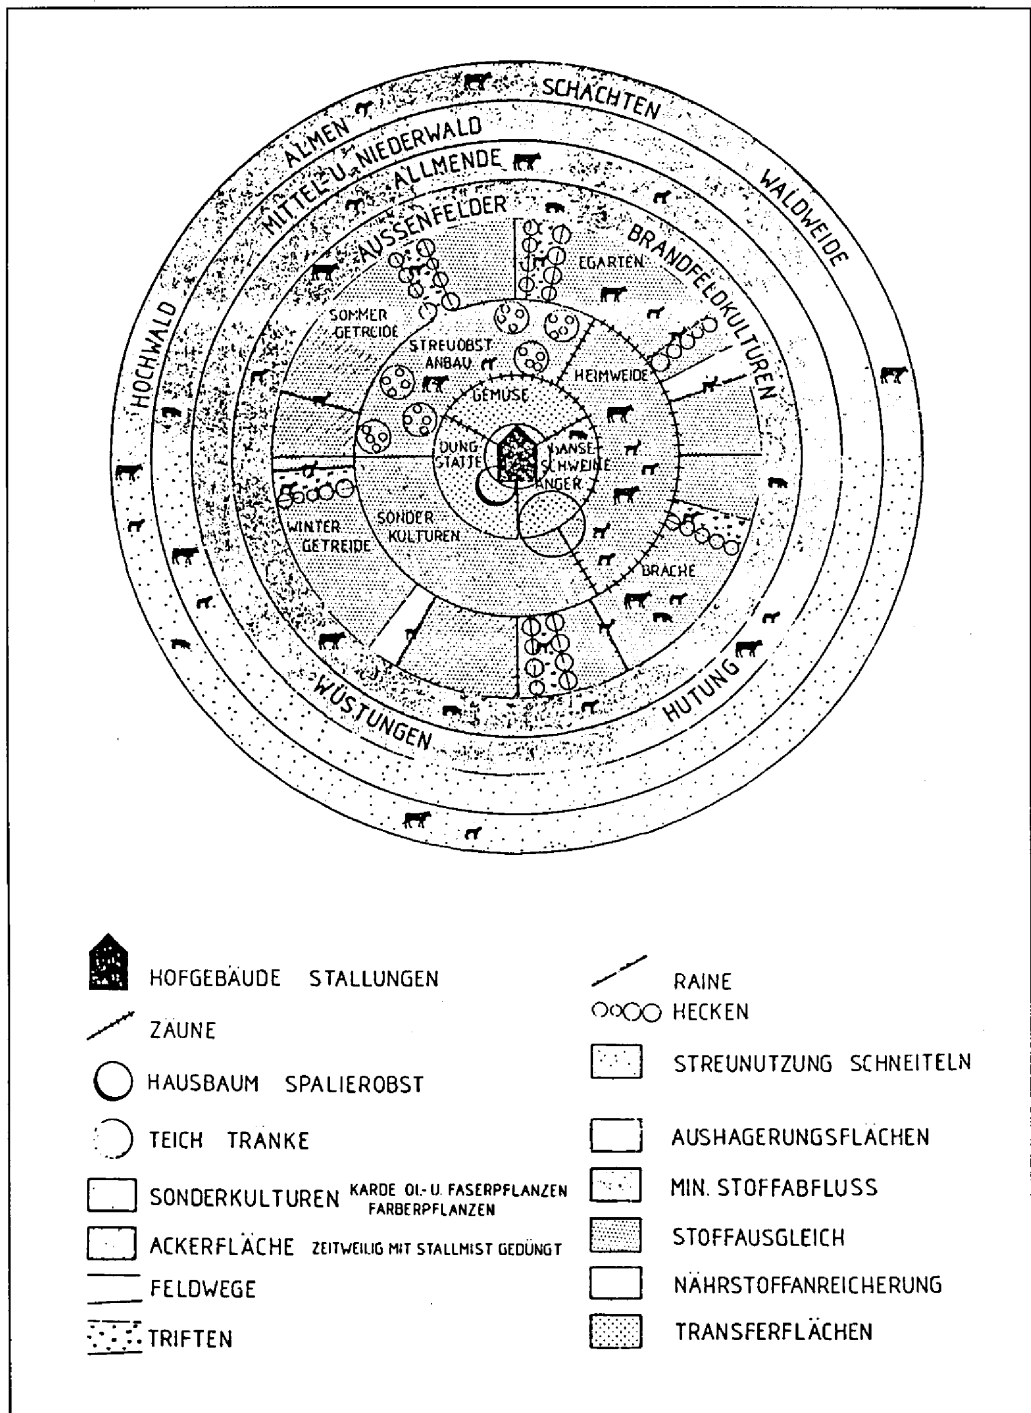 SCHACHTEN
ALMEN
MITTEL-U. NIEDERWALD
ALLMENDE
WALDWEIDE
AUSSENFELDER
BRANDFELDKULTUREN
HOCHWALD
EGARTEN
SOMMER
GETREIDE
STREUOBST
ANBAU
HEIMWEIDE
GEMÜSE
DUNG-
STÄTTE
GÄNSE-
SCHWEINE
ANGER
WINTER
GETREIDE
SONDER
KULTUREN
BRACHE
WÜSTUNGEN
HUTUNG
HOFGEBÄUDE STALLUNGEN
ZÄUNE
HAUSBAUM SPALIEROBST
TEICH TRÄNKE
SONDERKULTUREN KARDE ÖL- U. FASERPFLANZEN
FÄRBERPFLANZEN
ACKERFLÄCHE ZEITWEILIG MIT STALLMIST GEDÜNGT
FELDWEGE
TRIFTEN
RAINE
HECKEN
STREUNUTZUNG SCHNEITELN
AUSHAGERUNGSFLÄCHEN
MIN. STOFFABFLUSS
STOFFAUSGLEICH
NÄHRSTOFFANREICHERUNG
TRANSFERFLÄCHEN